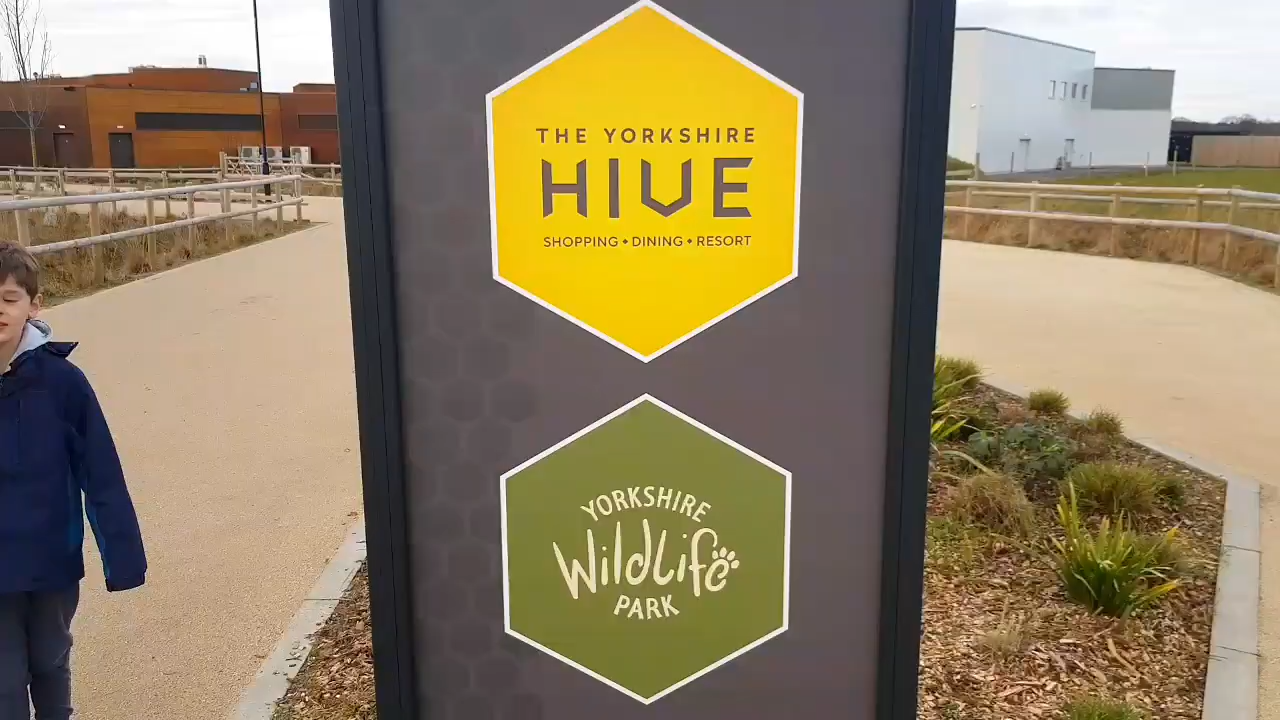 THE YORKSHIRE
HIVE
SHOPPING • DINING • RESORT
YORKSHIRE
WildLife
PARK